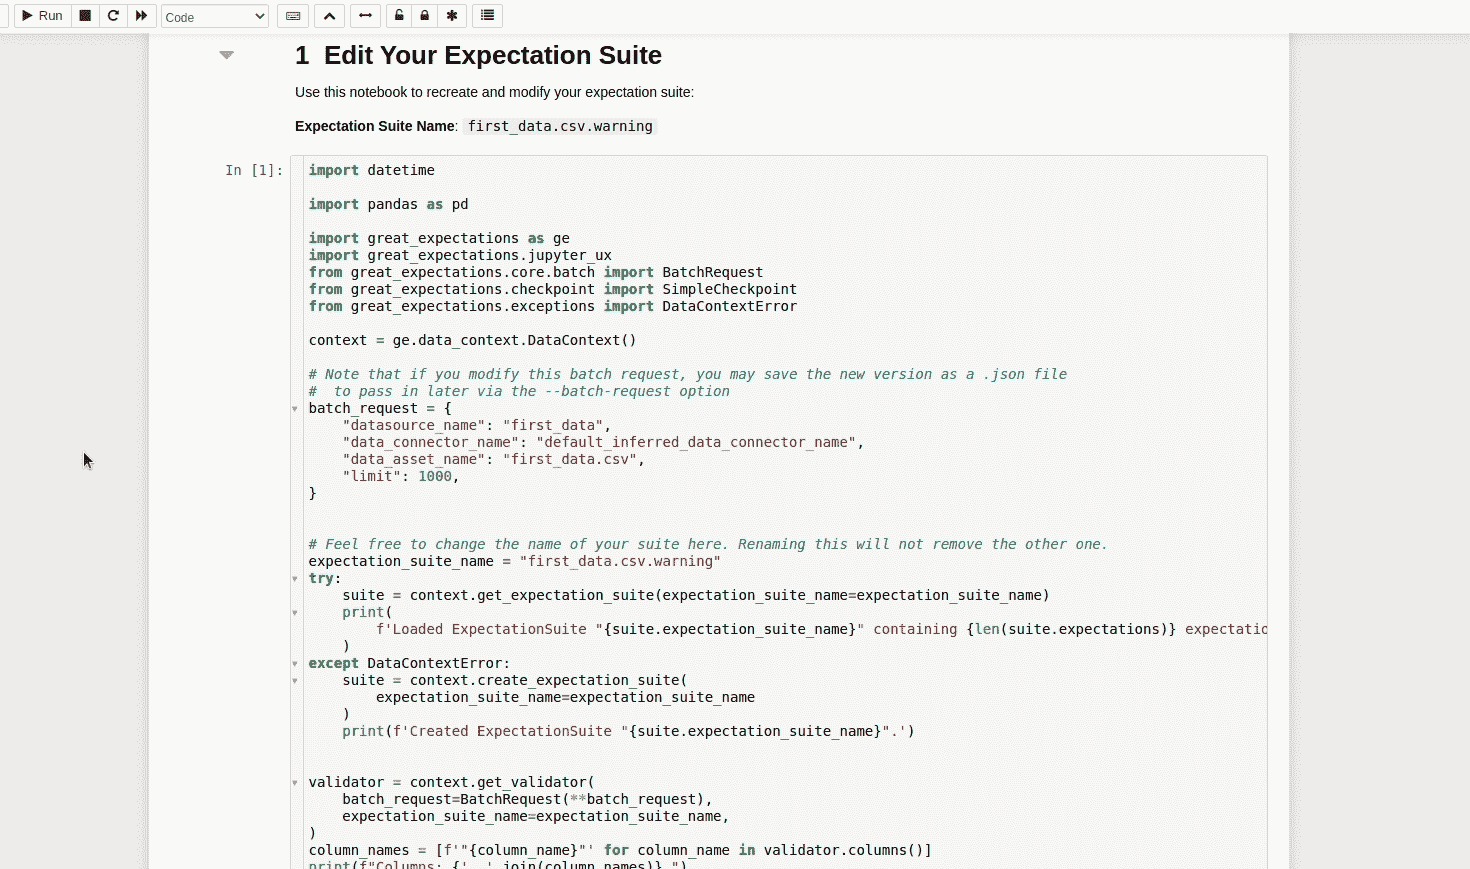 Run
Code
1 Edit Your Expectation Suite
Use this notebook to recreate and modify your expectation suite:
Expectation Suite Name: first_data.csv.warning
In [1]:
import datetime
import pandas as pd
import great_expectations as ge
import great_expectations.jupyter_ux
from great_expectations.core.batch import BatchRequest
from great_expectations.checkpoint import SimpleCheckpoint
from great_expectations.exceptions import DataContextError
context = ge.data_context.DataContext()
# Note that if you modify this batch request, you may save the new version as a .json file
#  to pass in later via the --batch-request option
batch_request = {
    "datasource_name": "first_data",
    "data_connector_name": "default_inferred_data_connector_name",
    "data_asset_name": "first_data.csv",
    "limit": 1000,
}
# Feel free to change the name of your suite here. Renaming this will not remove the other one.
expectation_suite_name = "first_data.csv.warning"
try:
    suite = context.get_expectation_suite(expectation_suite_name=expectation_suite_name)
    print(
        f'Loaded ExpectationSuite "{suite.expectation_suite_name}" containing {len(suite.expectations)} expectatio
    )
except DataContextError:
    suite = context.create_expectation_suite(
        expectation_suite_name=expectation_suite_name
    )
    print(f'Created ExpectationSuite "{suite.expectation_suite_name}".')
validator = context.get_validator(
    batch_request=BatchRequest(**batch_request),
    expectation_suite_name=expectation_suite_name,
)
column_names = [f'"{column_name}"' for column_name in validator.columns()]
print(f"Columns: {', '.join(column_names)}.")